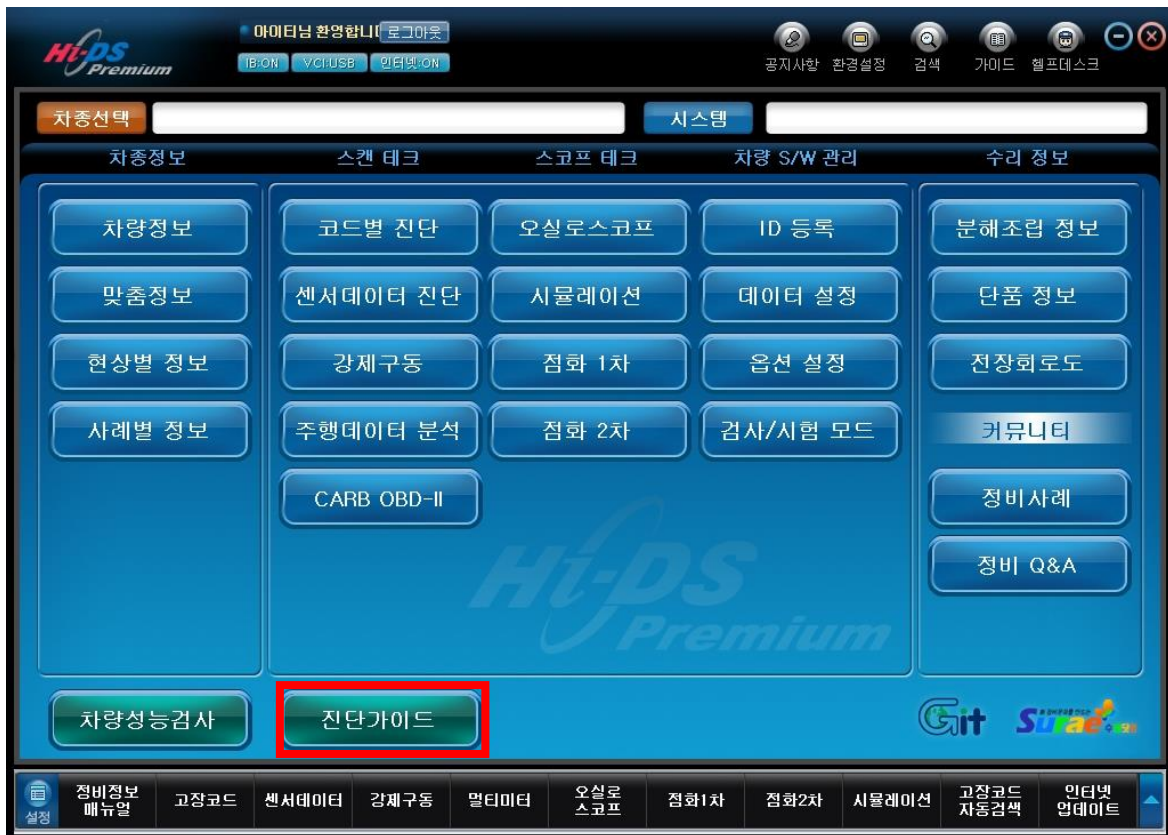 Hi-DS
Premium
아이티님 환영합니다
로그아웃
IB:ON
VCI:USB
인터넷:ON
공지사항
환경설정
검색
가이드
헬프데스크
차종선택
시스템
차종정보
스캔 테크
스코프 테크
차량 S/W 관리
수리 정보
차량정보
코드별 진단
오실로스코프
ID 등록
분해조립 정보
맞춤정보
센서데이터 진단
시뮬레이션
데이터 설정
단품 정보
현상별 정보
강제구동
점화 1차
옵션 설정
전장회로도
사례별 정보
주행데이터 분석
점화 2차
검사/시험 모드
커뮤니티
CARB OBD-II
정비사례
정비 Q&A
Hi-DS
Premium
차량성능검사
진단가이드
Git
Surae
설정
정비정보
매뉴얼
고장코드
센서데이터
강제구동
멀티미터
오실로
스코프
점화1차
점화2차
시뮬레이션
고장코드
자동검색
인터넷
업데이트